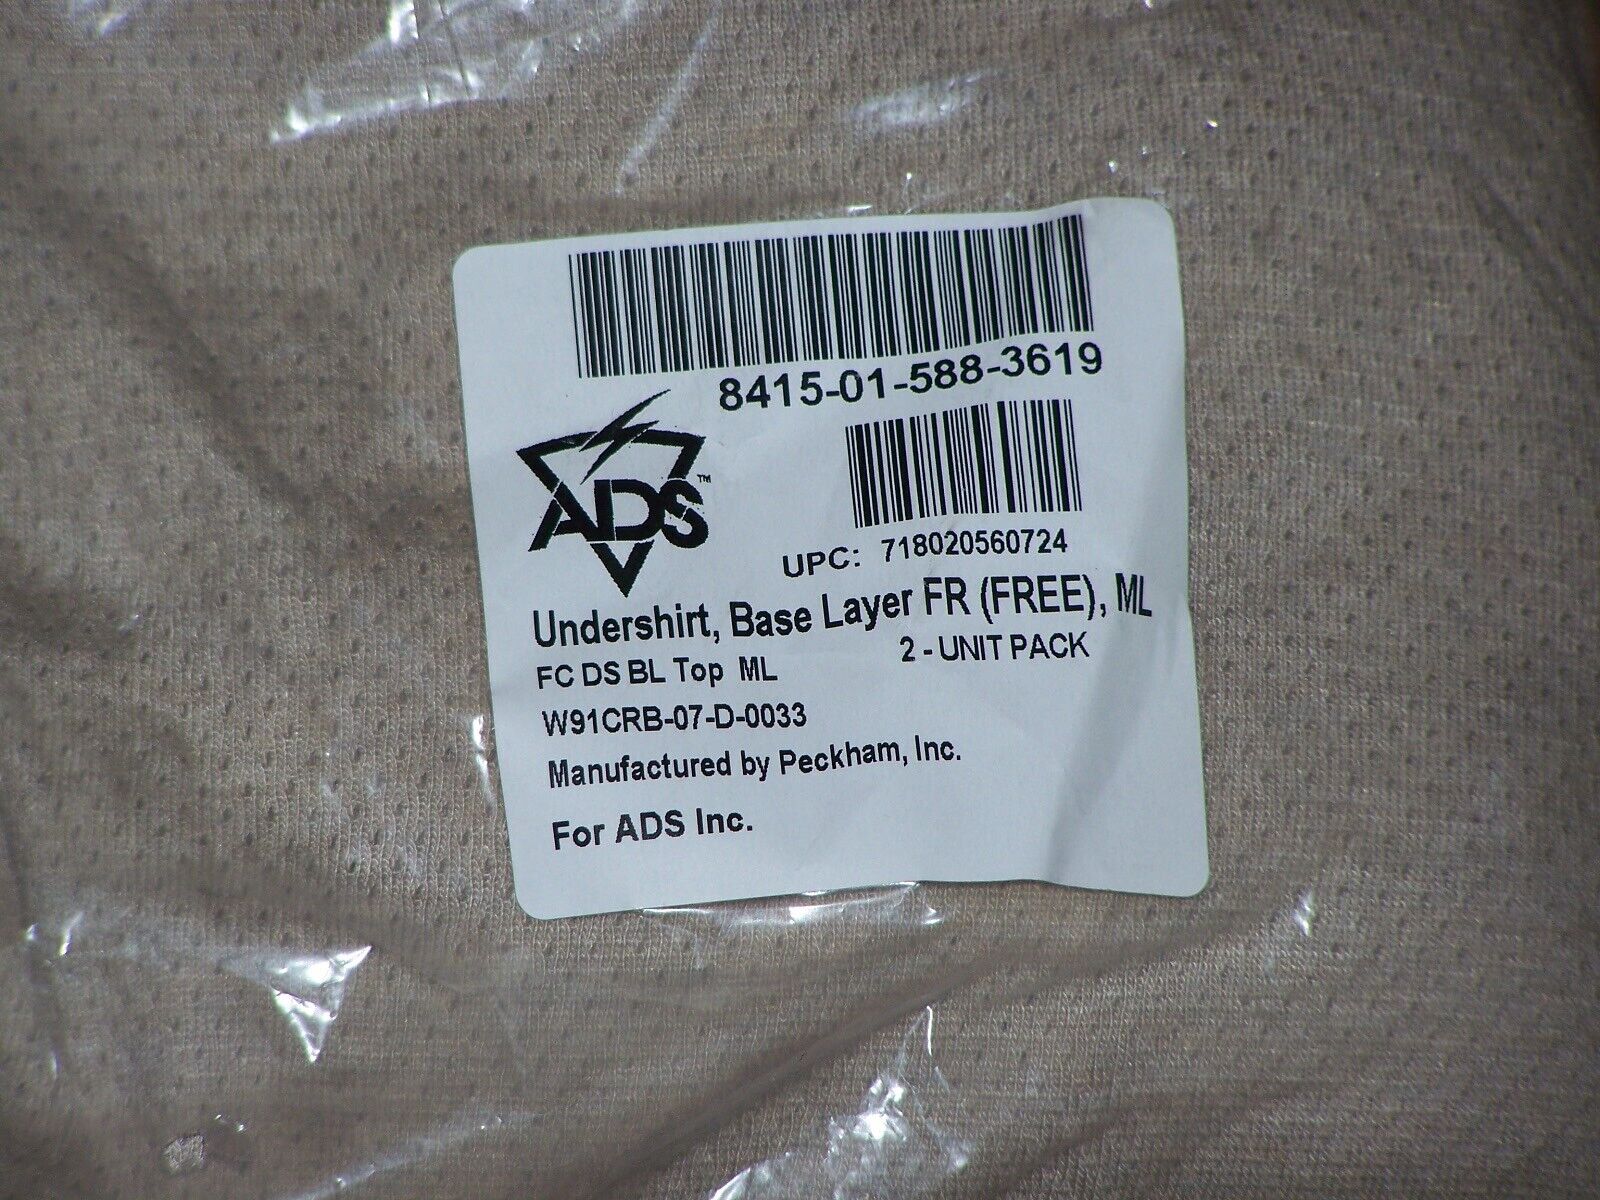 8415-01-588-3619
ADS™
UPC: 718020560724
Undershirt, Base Layer FR (FREE), ML
FC DS BL Top ML
2 - UNIT PACK
W91CRB-07-D-0033
Manufactured by Peckham, Inc.
For ADS Inc.